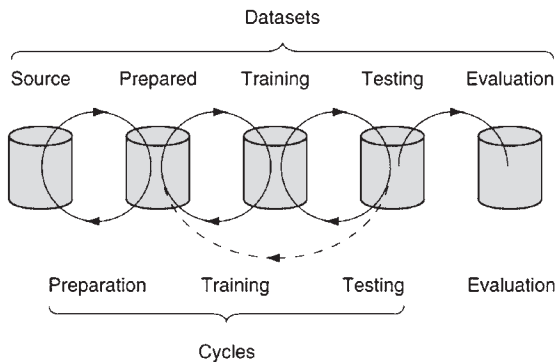 Datasets
Source Prepared Training Testing Evaluation
Preparation Training Testing Evaluation
Cycles